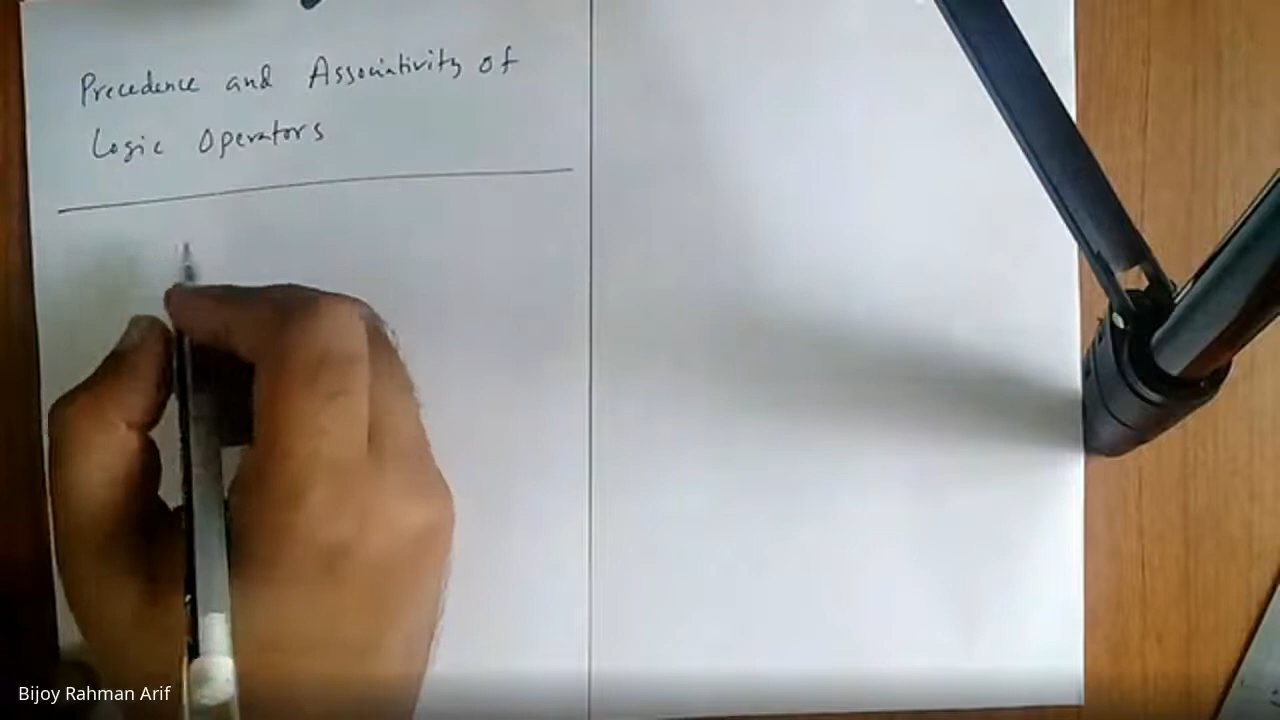 Precedence and Associativity of
Logic Operators
Bijoy Rahman Arif